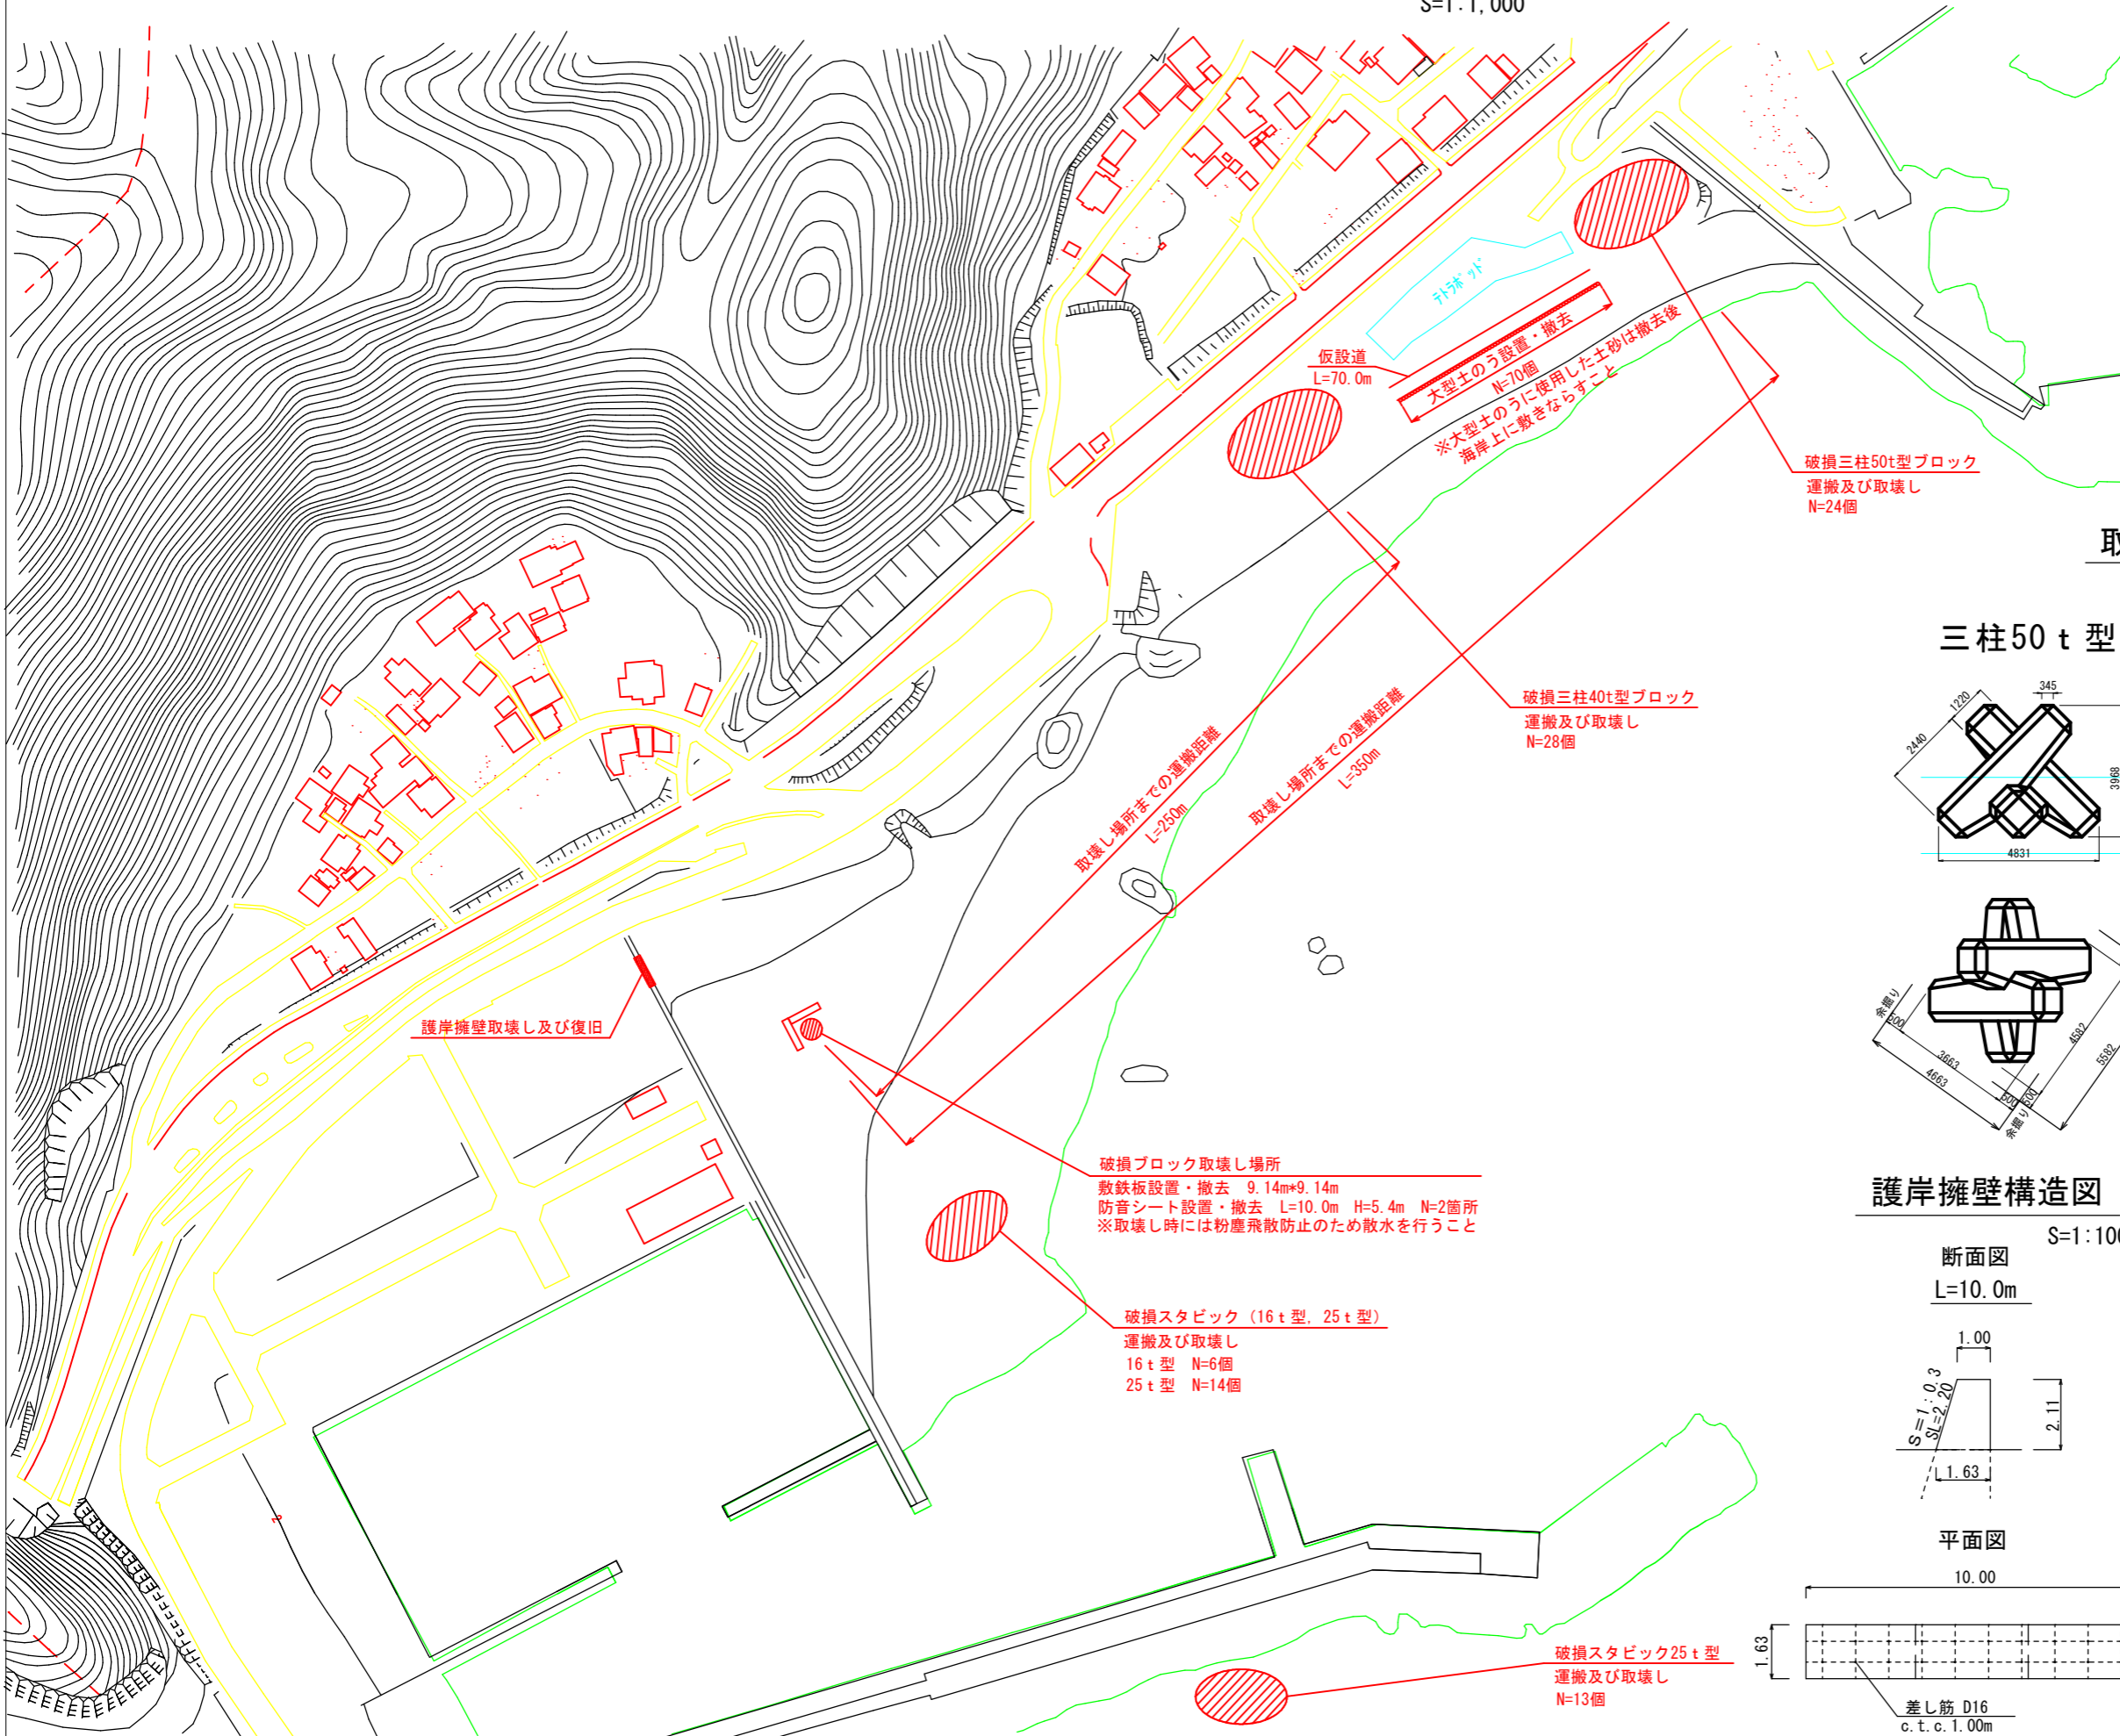 S=1:1,000
テトラポッド
仮設道
L=70.0m
大型土のう設置・撤去
N=70個
※大型土のうに使用した土砂は撤去後
海岸上に敷きならすこと
破損三柱50t型ブロック
運搬及び取壊し
N=24個
取
三柱50ｔ型
1220
345
2440
3968
4831
破損三柱40t型ブロック
運搬及び取壊し
N=28個
取壊し場所までの運搬距離
L=250m
取壊し場所までの運搬距離
L=350m
余掘り
500
3663
4663
4582
5582
500
500
余掘り
護岸擁壁取壊し及び復旧
破損ブロック取壊し場所
敷鉄板設置・撤去　9.14m*9.14m
防音シート設置・撤去　L=10.0m　H=5.4m　N=2箇所
※取壊し時には粉塵飛散防止のため散水を行うこと
護岸擁壁構造図
S=1:100
断面図
L=10.0m
1.00
S=1:0.3
SL=2.20
2.11
1.63
破損スタビック（16ｔ型，25ｔ型）
運搬及び取壊し
16ｔ型　N=6個
25ｔ型　N=14個
2
平面図
10.00
1.63
差し筋 D16
c.t.c.1.00m
破損スタビック25ｔ型
運搬及び取壊し
N=13個